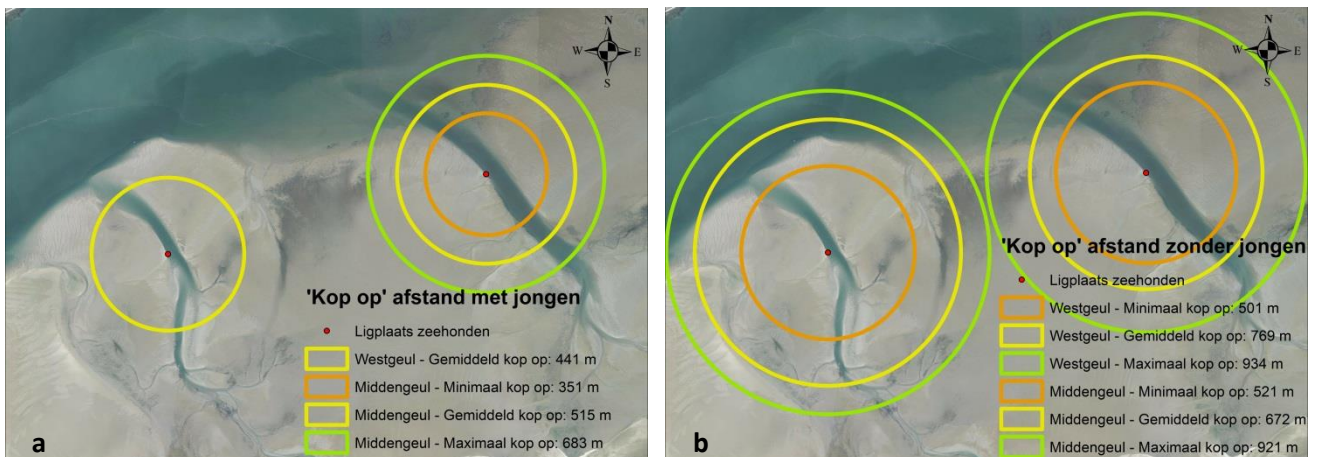 N
W E
S
'Kop op' afstand met jongen
Ligplaats zeehonden
Westgeul - Gemiddeld kop op: 441 m
Middengeul - Minimaal kop op: 351 m
Middengeul - Gemiddeld kop op: 515 m
Middengeul - Maximaal kop op: 683 m
a
N
W E
S
'Kop op' afstand zonder jongen
Ligplaats zeehonden
Westgeul - Minimaal kop op: 501 m
Westgeul - Gemiddeld kop op: 769 m
Westgeul - Maximaal kop op: 934 m
Middengeul - Minimaal kop op: 521 m
Middengeul - Gemiddeld kop op: 672 m
Middengeul - Maximaal kop op: 921 m
b